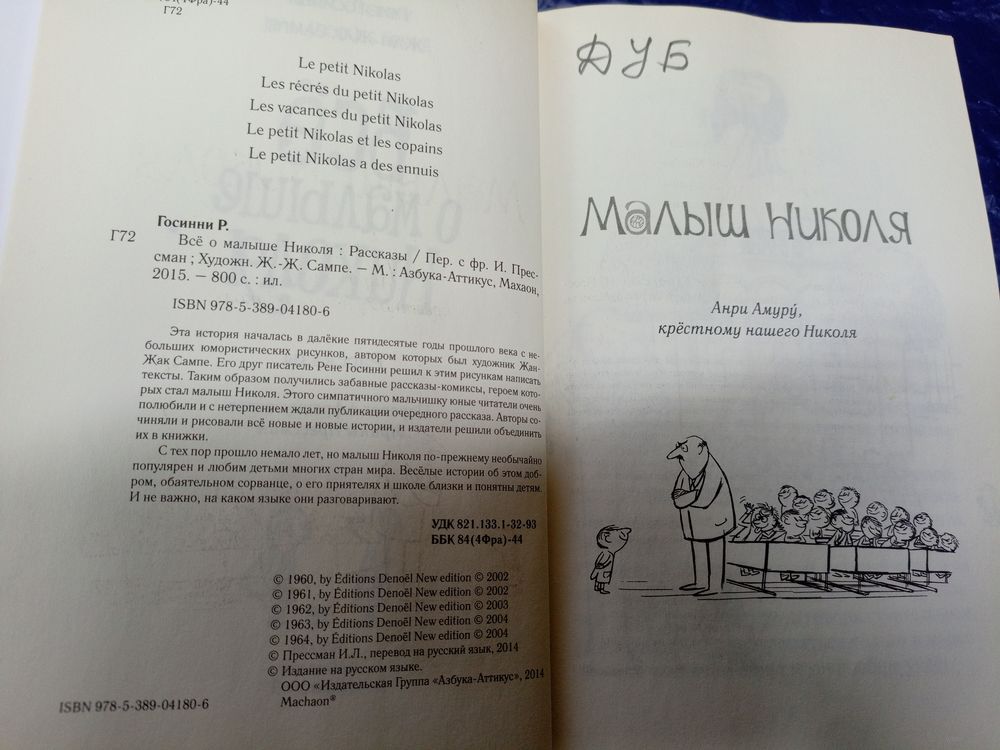 Г72
Le petit Nikolas
Les récrés du petit Nikolas
Les vacances du petit Nikolas
Le petit Nikolas et les copains
Le petit Nikolas a des ennuis
Госинни Р.
Г72
Всё о малыше Николя : Рассказы / Пер. с фр. И. Прес-
сман ; Художн. Ж.-Ж. Сампе. – М. : Азбука-Аттикус, Махаон,
2015. – 800 с. : ил.
ISBN 978-5-389-04180-6
Эта история началась в далёкие пятидесятые годы прошлого века с не-
больших юмористических рисунков, автором которых был художник Жан-
Жак Сампе. Его друг писатель Рене Госинни решил к этим рисункам написать
тексты. Таким образом получились забавные рассказы-комиксы, героем кото-
рых стал малыш Николя. Этого симпатичного мальчишку юные читатели очень
полюбили и с нетерпением ждали публикации очередного рассказа. Авторы со-
чиняли и рисовали всё новые и новые истории, и издатели решили объединить
их в книжки.
С тех пор прошло немало лет, но малыш Николя по-прежнему необычайно
популярен и любим детьми многих стран мира. Весёлые истории об этом доб-
ром, обаятельном сорванце, о его приятелях и школе близки и понятны детям.
И не важно, на каком языке они разговаривают.
УДК 821.133.1-32-93
ББК 84(4Фра)-44
© 1960, by Éditions Denoël New edition © 2002
© 1961, by Éditions Denoël New edition © 2002
© 1962, by Éditions Denoël New edition © 2003
© 1963, by Éditions Denoël New edition © 2004
© 1964, by Éditions Denoël New edition © 2004
© Прессман И.Л., перевод на русский язык, 2014
© Издание на русском языке.
ООО «Издательская Группа «Азбука-Аттикус», 2014
Machaon®
ISBN 978-5-389-04180-6
ДУБ
Малыш Николя
Анри Амуру́,
крёстному нашего Николя